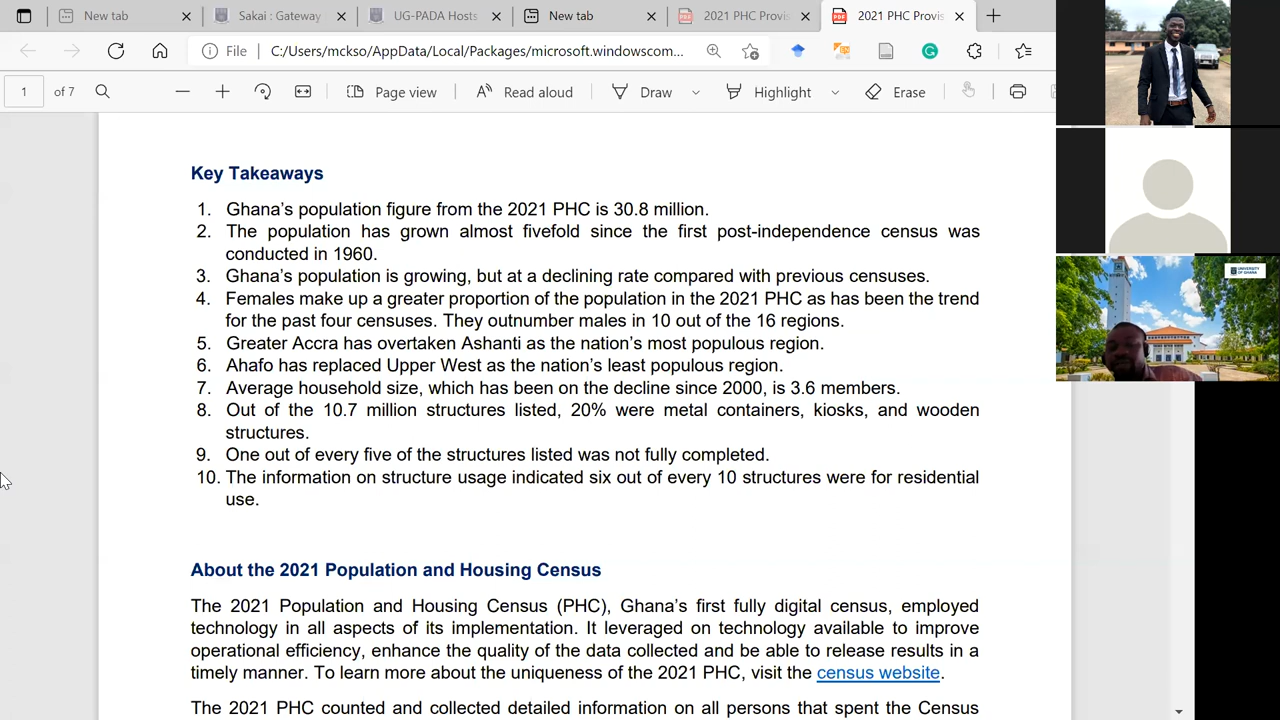 New tab
Sakai : Gateway
UG-PADA Hosts
New tab
2021 PHC Provis
2021 PHC Provis
File
C:/Users/mckso/AppData/Local/Packages/microsoft.windowscom...
1 of 7
Page view
Read aloud
Draw
Highlight
Erase
Key Takeaways
1. Ghana's population figure from the 2021 PHC is 30.8 million.
2. The population has grown almost fivefold since the first post-independence census was
conducted in 1960.
3. Ghana's population is growing, but at a declining rate compared with previous censuses.
4. Females make up a greater proportion of the population in the 2021 PHC as has been the trend
for the past four censuses. They outnumber males in 10 out of the 16 regions.
5. Greater Accra has overtaken Ashanti as the nation's most populous region.
6. Ahafo has replaced Upper West as the nation's least populous region.
7. Average household size, which has been on the decline since 2000, is 3.6 members.
8. Out of the 10.7 million structures listed, 20% were metal containers, kiosks, and wooden
structures.
9. One out of every five of the structures listed was not fully completed.
10. The information on structure usage indicated six out of every 10 structures were for residential
use.
About the 2021 Population and Housing Census
The 2021 Population and Housing Census (PHC), Ghana's first fully digital census, employed
technology in all aspects of its implementation. It leveraged on technology available to improve
operational efficiency, enhance the quality of the data collected and be able to release results in a
timely manner. To learn more about the uniqueness of the 2021 PHC, visit the census website.
The 2021 PHC counted and collected detailed information on all persons that spent the Census
UNIVERSITY
OF GHANA